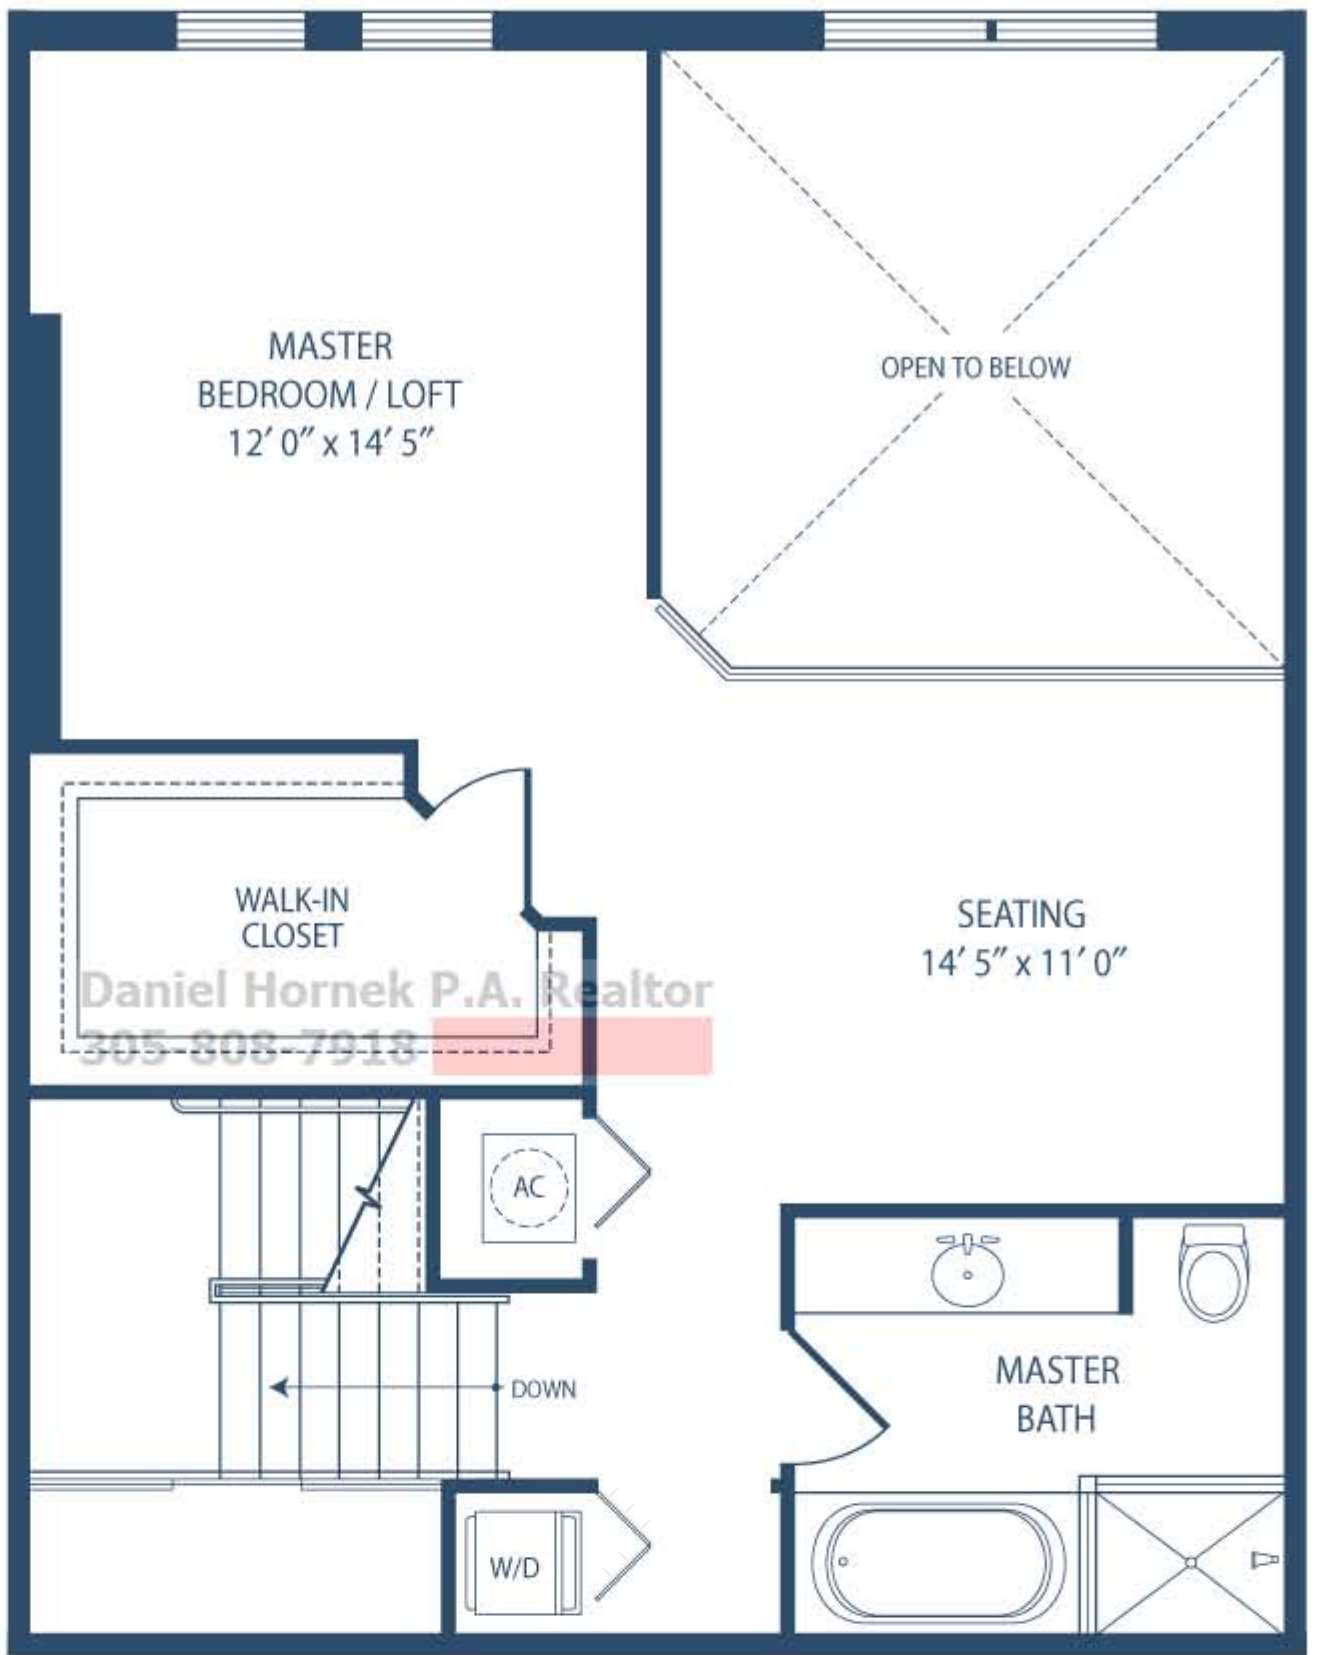 MASTER
BEDROOM / LOFT
12' 0" x 14' 5"
OPEN TO BELOW
WALK-IN
CLOSET
SEATING
14' 5" x 11' 0"
Daniel Hornek P.A. Realtor
305-808-7918
AC
DOWN
MASTER
BATH
W/D